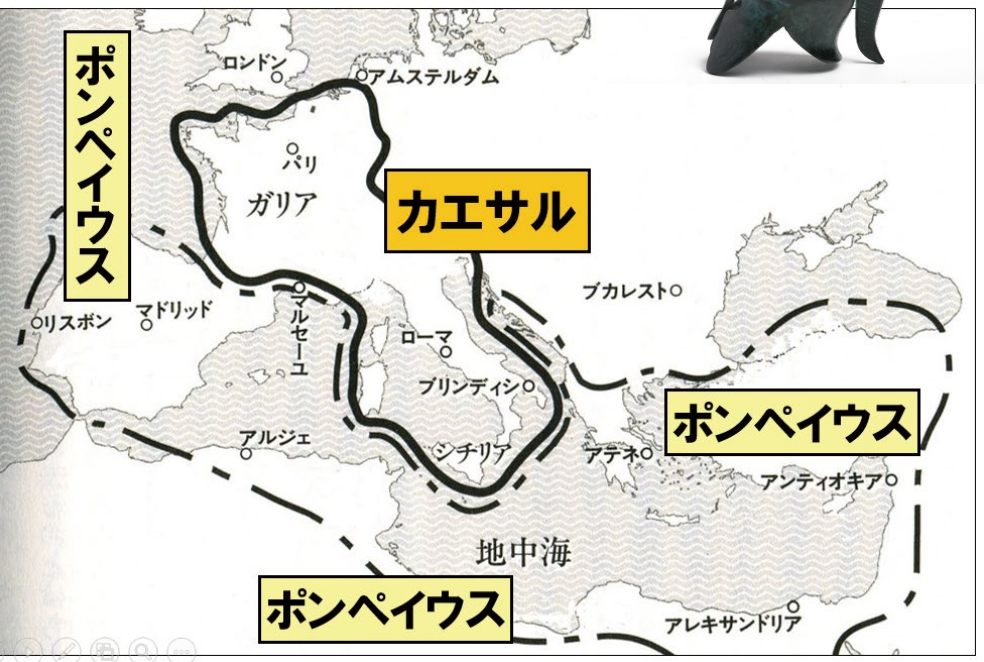 ポンペイウス
ロンドン
アムステルダム
パリ
ガリア
カエサル
ブカレスト
リスボン
マドリッド
マルセーユ
ローマ
ブリンディシ
ポンペイウス
アルジェ
シチリア
アテネ
アンティオキア
地中海
ポンペイウス
アレキサンドリア